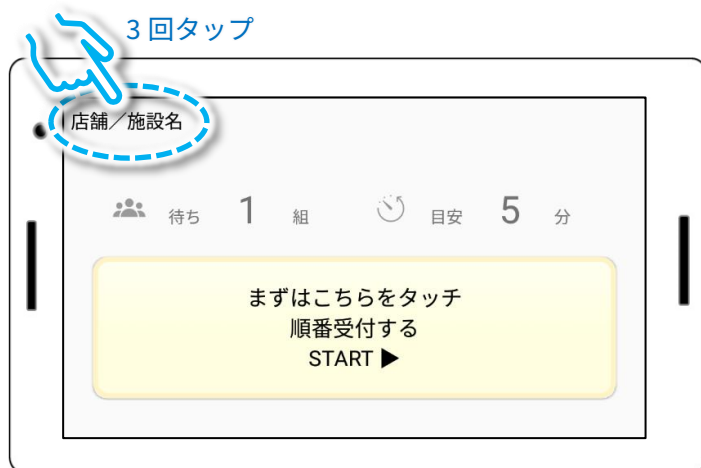 3回タップ
店舗／施設名
待ち 1 組 目安 5 分
まずはこちらをタッチ
順番受付する
START ▶